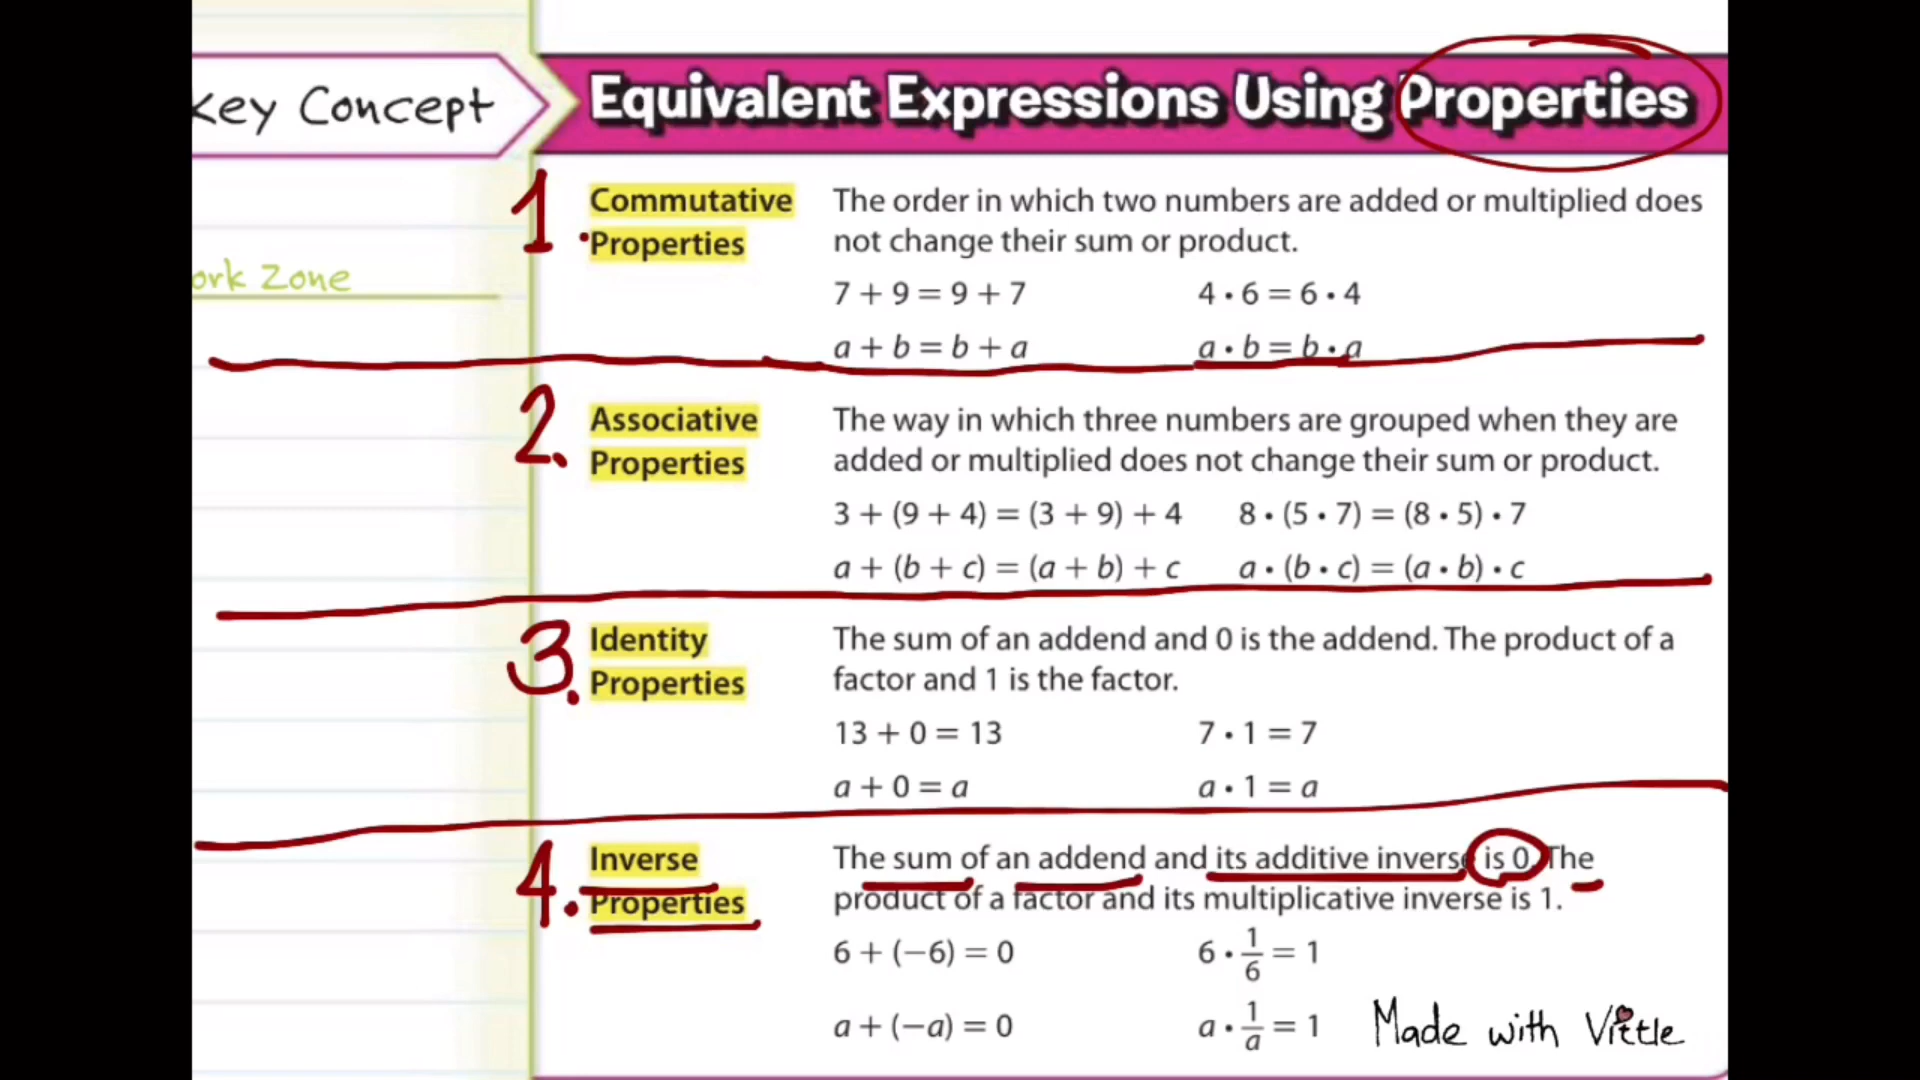 Key Concept
Equivalent Expressions Using Properties
ork Zone
1.
Commutative
Properties
The order in which two numbers are added or multiplied does
not change their sum or product.
7 + 9 = 9 + 7
4 • 6 = 6 • 4
a + b = b + a
a • b = b • a
2.
Associative
Properties
The way in which three numbers are grouped when they are
added or multiplied does not change their sum or product.
3 + (9 + 4) = (3 + 9) + 4
8 • (5 • 7) = (8 • 5) • 7
a + (b + c) = (a + b) + c
a • (b • c) = (a • b) • c
3.
Identity
Properties
The sum of an addend and 0 is the addend. The product of a
factor and 1 is the factor.
13 + 0 = 13
7 • 1 = 7
a + 0 = a
a • 1 = a
4.
Inverse
Properties
The sum of an addend and its additive inverse is 0. The
product of a factor and its multiplicative inverse is 1.
6 + (−6) = 0
6 • 1/6 = 1
a + (−a) = 0
a • 1/a = 1
Made with Vittle